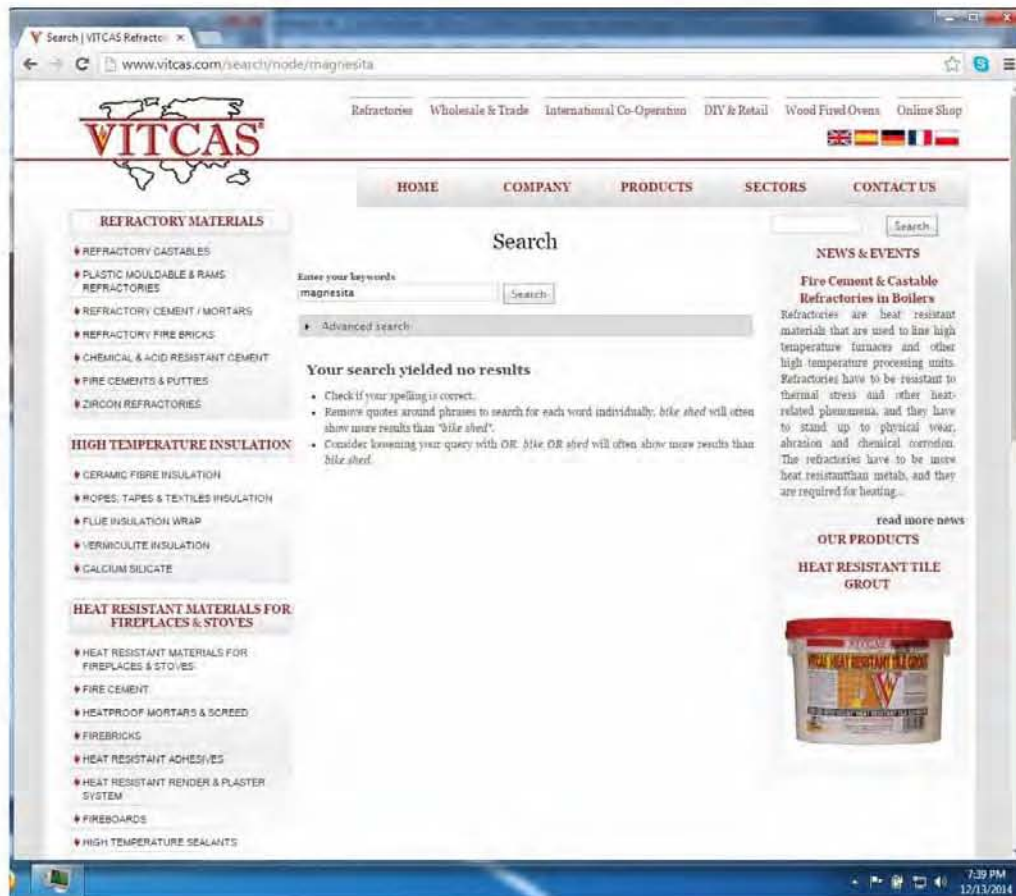 Search | VITCAS Refracto
www.vitcas.com/search/node/magnesita
VITCAS
Refractories Wholesale & Trade International Co-Operation DIY & Retail Wood Fired Ovens Online Shop
HOME COMPANY PRODUCTS SECTORS CONTACT US
REFRACTORY MATERIALS
REFRACTORY CASTABLES
PLASTIC MOULDABLE & RAMS
REFRACTORIES
REFRACTORY CEMENT / MORTARS
REFRACTORY FIRE BRICKS
CHEMICAL & ACID RESISTANT CEMENT
FIRE CEMENTS & PUTTIES
ZIRCON REFRACTORIES
HIGH TEMPERATURE INSULATION
CERAMIC FIBRE INSULATION
ROPES, TAPES & TEXTILES INSULATION
FLUE INSULATION WRAP
VERMICULITE INSULATION
CALCIUM SILICATE
HEAT RESISTANT MATERIALS FOR
FIREPLACES & STOVES
HEAT RESISTANT MATERIALS FOR
FIREPLACES & STOVES
FIRE CEMENT
HEATPROOF MORTARS & SCREED
FIREBRICKS
HEAT RESISTANT ADHESIVES
HEAT RESISTANT RENDER & PLASTER
SYSTEM
FIREBOARDS
HIGH TEMPERATURE SEALANTS
Search
Enter your keywords
magnesita Search
Advanced search
Your search yielded no results
• Check if your spelling is correct.
• Remove quotes around phrases to search for each word individually. bike shed will often
show more results than "bike shed".
• Consider loosening your query with OR. bike OR shed will often show more results than
bike shed.
Search
NEWS & EVENTS
Fire Cement & Castable
Refractories in Boilers
Refractories are heat resistant
materials that are used to line high
temperature furnaces and other
high temperature processing units.
Refractories have to be resistant to
thermal stress and other heat-
related phenomena, and they have
to stand up to physical wear,
abrasion and chemical corrosion.
The refractories have to be more
heat resistantthan metals, and they
are required for heating...
read more news
OUR PRODUCTS
HEAT RESISTANT TILE
GROUT
VITCAS
VITCAS HEAT RESISTANT TILE GROUT
7:39 PM
12/13/2014